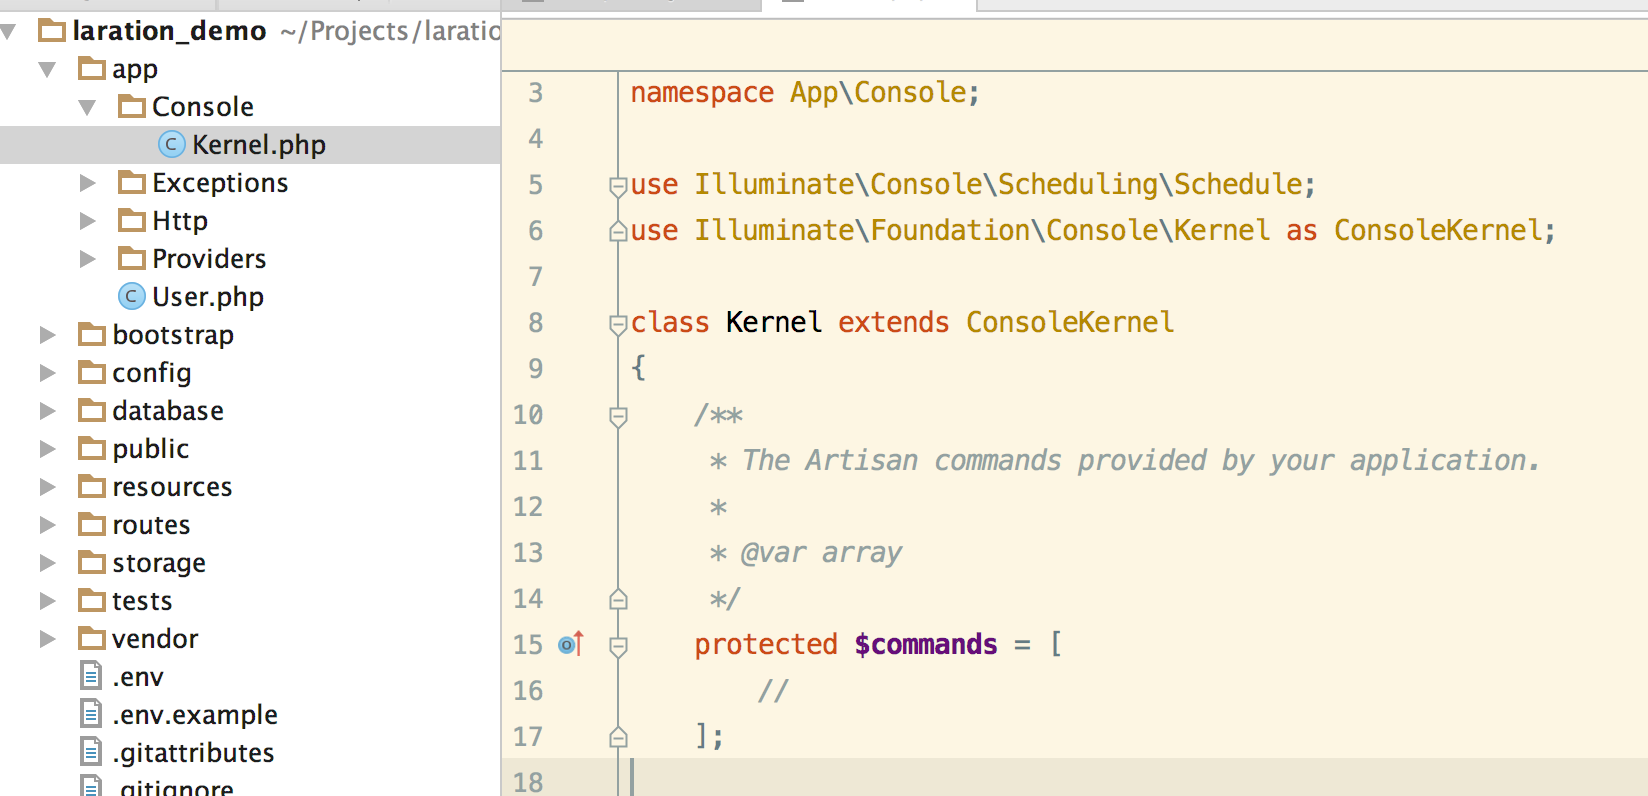 laration_demo ~/Projects/laratio
app
Console
Kernel.php
Exceptions
Http
Providers
User.php
bootstrap
config
database
public
resources
routes
storage
tests
vendor
.env
.env.example
.gitattributes
.gitignore
3 namespace App\Console;
4
5 use Illuminate\Console\Scheduling\Schedule;
6 use Illuminate\Foundation\Console\Kernel as ConsoleKernel;
7
8 class Kernel extends ConsoleKernel
9 {
10 /**
11 * The Artisan commands provided by your application.
12 *
13 * @var array
14 */
15 protected $commands = [
16 //
17 ];
18